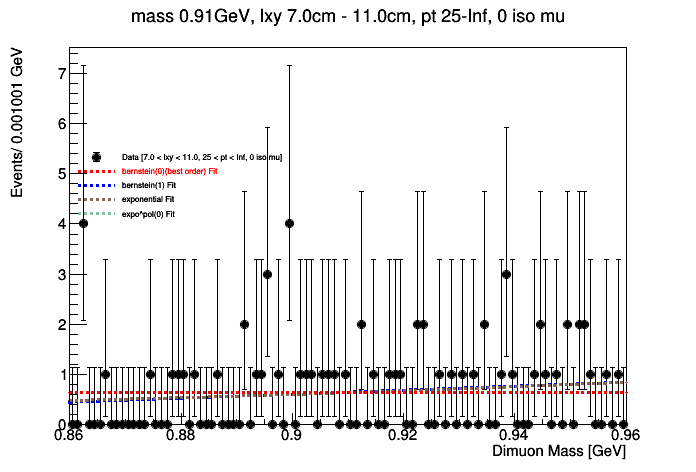 mass 0.91GeV, lxy 7.0cm - 11.0cm, pt 25-Inf, 0 iso mu
Events/ 0.001001 GeV
7
6
5
4
3
2
1
0
Data [7.0 < lxy < 11.0, 25 < pt < Inf, 0 iso mu]
bernstein(0)(best order) Fit
bernstein(1) Fit
exponential Fit
expo^pol(0) Fit
0.86 0.88 0.9 0.92 0.94 0.96
Dimuon Mass [GeV]